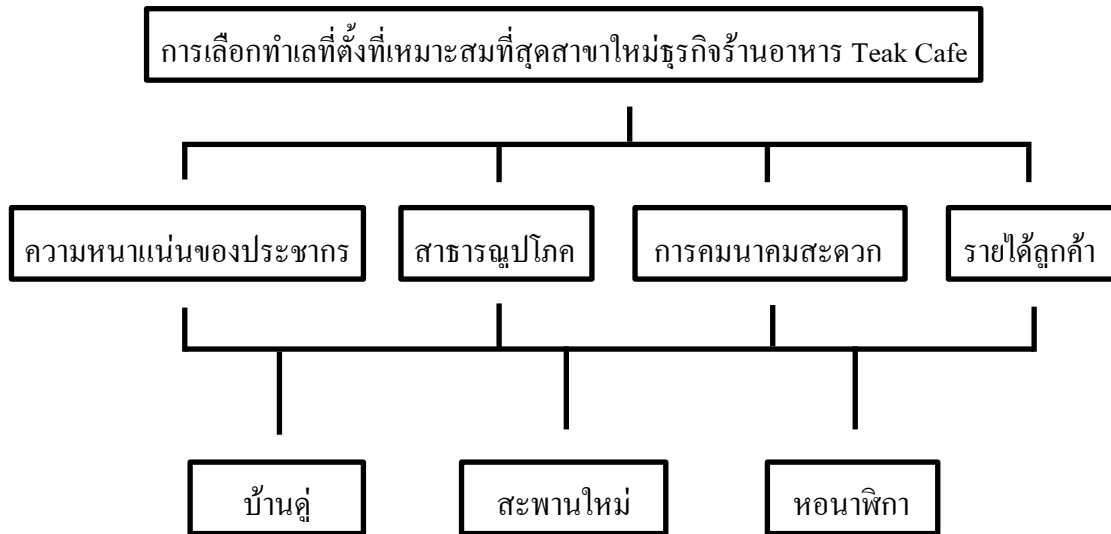 การเลือกทำเลที่ตั้งที่เหมาะสมที่สุดสาขาใหม่ธุรกิจร้านอาหาร Teak Cafe
ความหนาแน่นของประชากร
สาธารณูปโภค
การคมนาคมสะดวก
รายได้ลูกค้า
บ้านดู่
สะพานใหม่
หอนาฬิกา